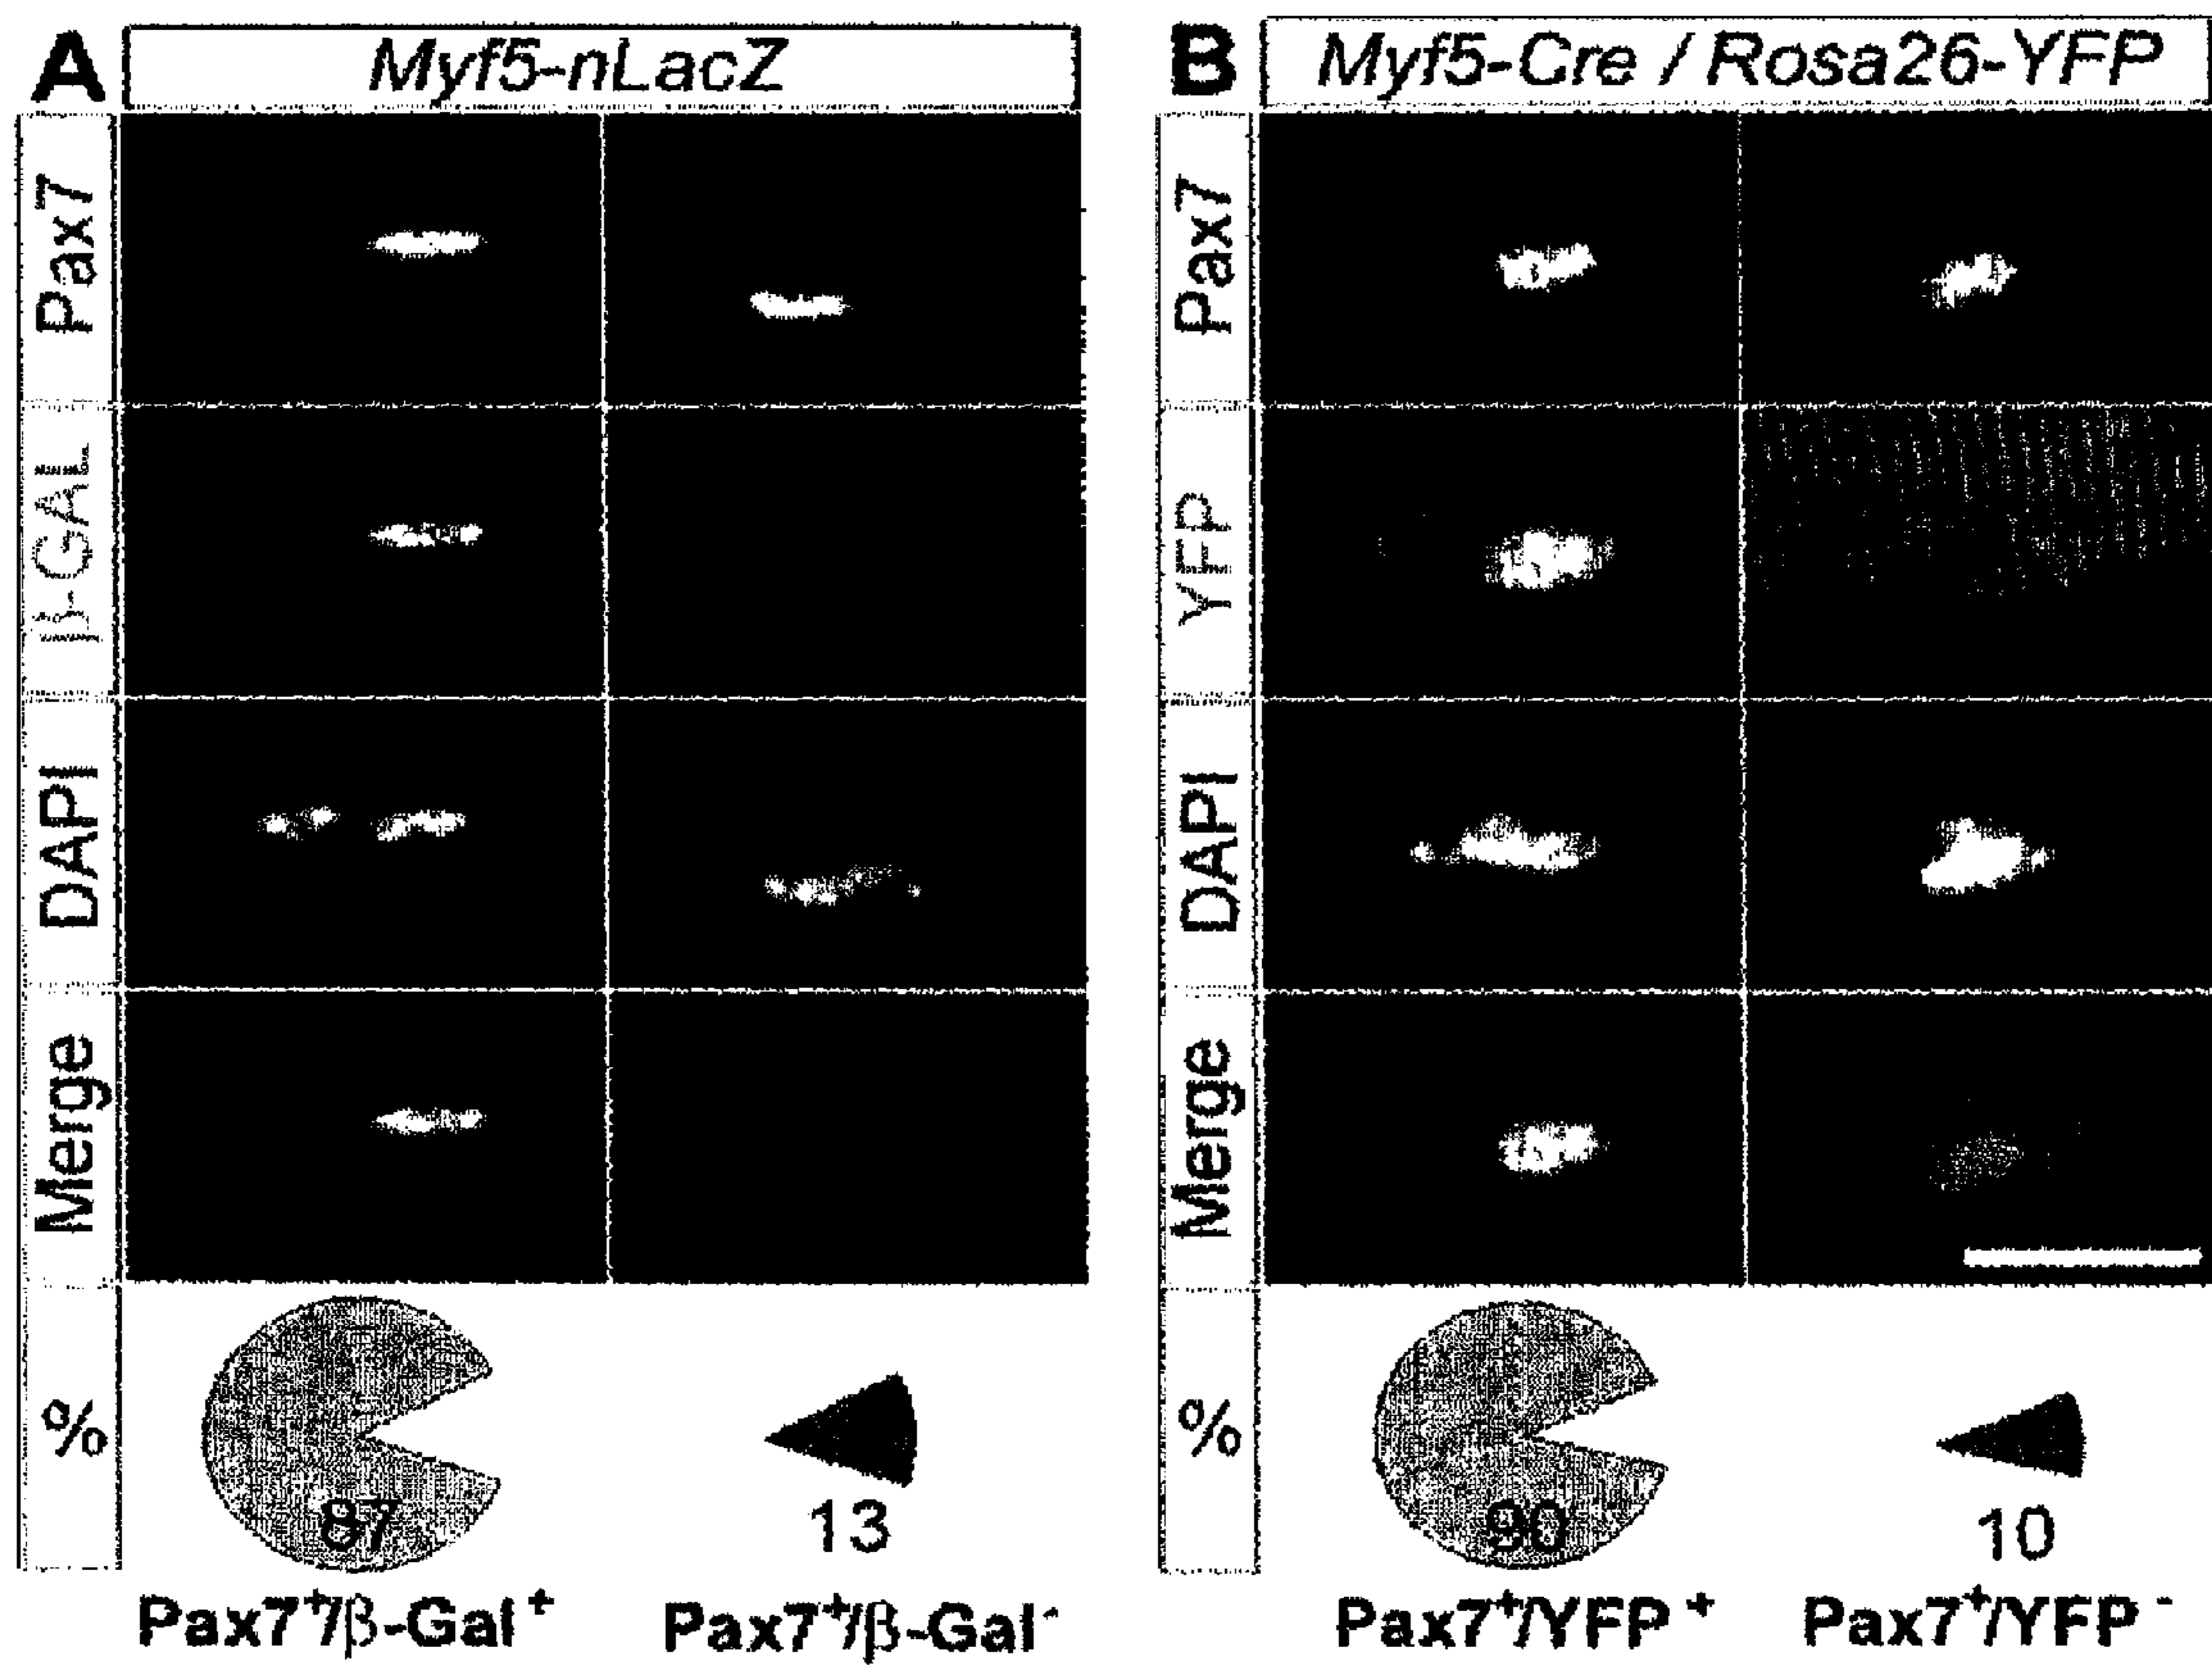 A Myf5-nLacZ
Pax7
β-GAL
DAPI
Merge
%
87
13
Pax7⁺/β-Gal⁺
Pax7⁺/β-Gal⁻
B Myf5-Cre / Rosa26-YFP
Pax7
YFP
DAPI
Merge
%
90
10
Pax7⁺/YFP⁺
Pax7⁺/YFP⁻